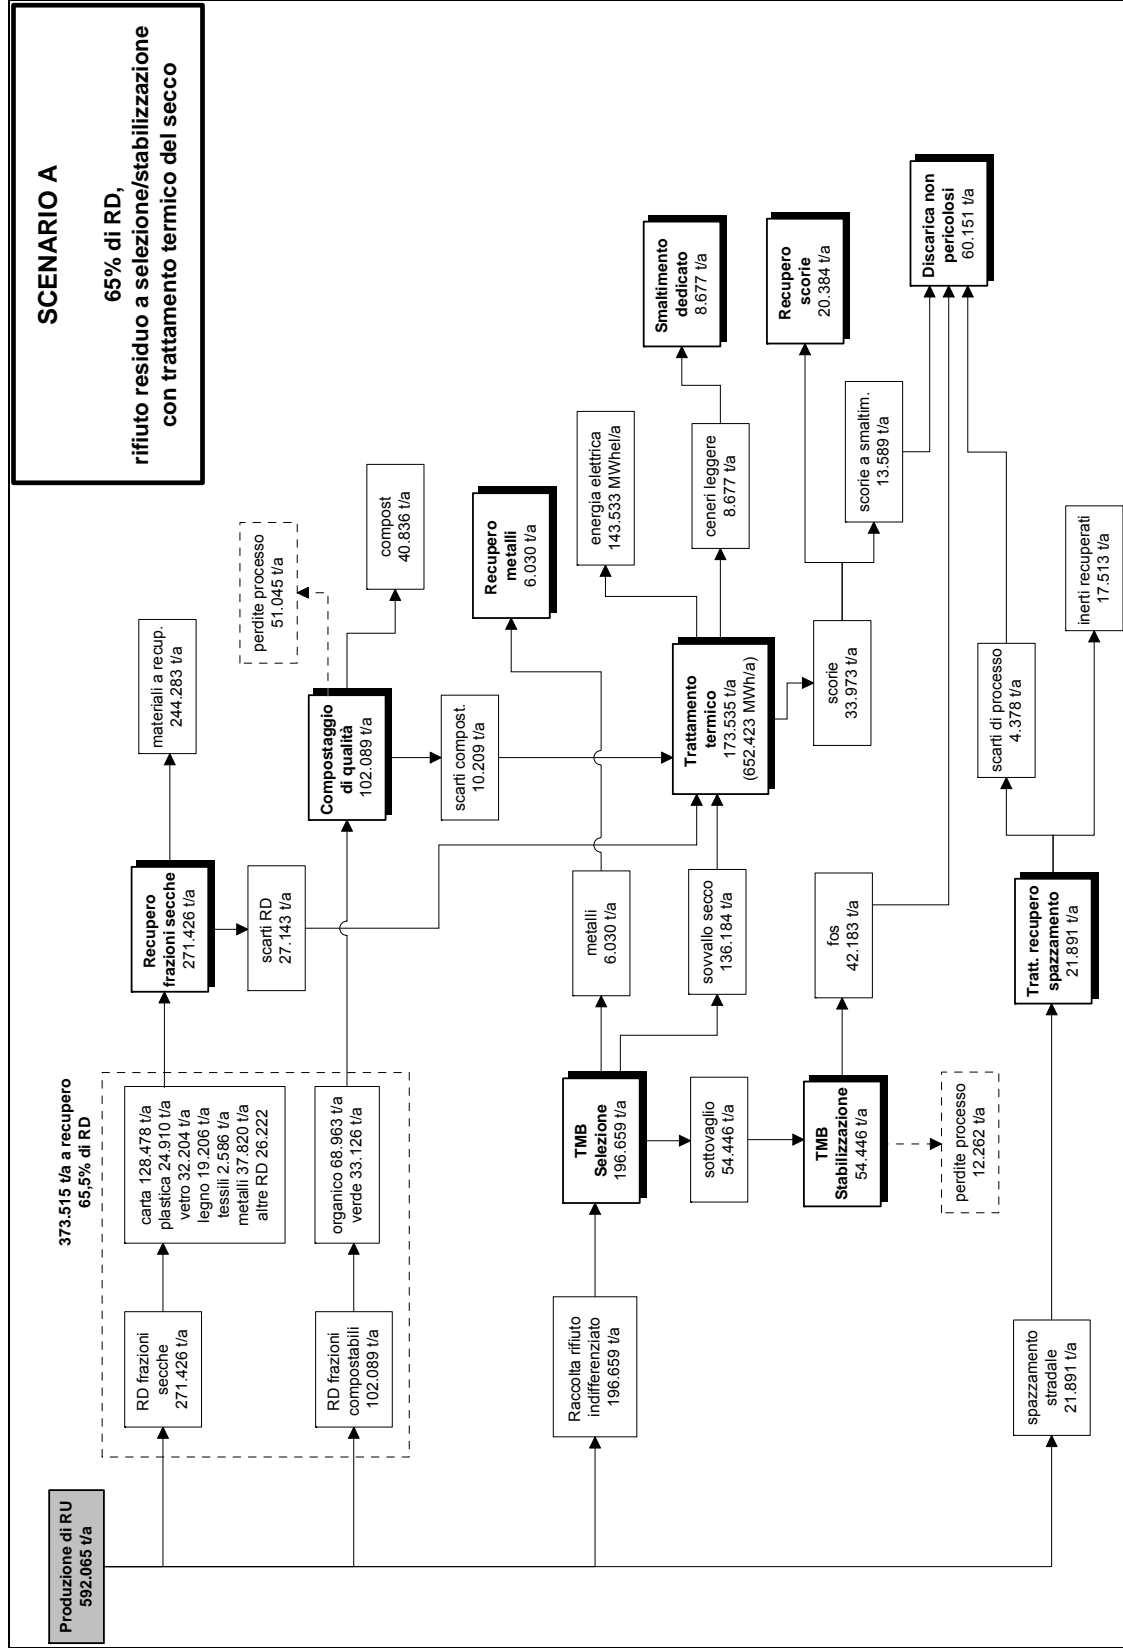 SCENARIO A
65% di RD,
rifiuto residuo a selezione/stabilizzazione
con trattamento termico del secco
Produzione di RU
592.065 t/a
373.515 t/a a recupero
65,5% di RD
RD frazioni
secche
271.426 t/a
carta 128.478 t/a
plastica 24.910 t/a
vetro 32.204 t/a
legno 19.206 t/a
tessili 2.586 t/a
metalli 37.820 t/a
altre RD 26.222
Recupero
frazioni secche
271.426 t/a
materiali a recup.
244.283 t/a
scarti RD
27.143 t/a
RD frazioni
compostabili
102.089 t/a
organico 68.963 t/a
verde 33.126 t/a
Compostaggio
di qualità
102.089 t/a
perdite processo
51.045 t/a
compost
40.836 t/a
scarti compost.
10.209 t/a
Recupero
metalli
6.030 t/a
Raccolta rifiuto
indifferenziato
196.659 t/a
TMB
Selezione
196.659 t/a
metalli
6.030 t/a
sovvallo secco
136.184 t/a
Trattamento
termico
173.535 t/a
(652.423 MWh/a)
energia elettrica
143.533 MWhel/a
ceneri leggere
8.677 t/a
Smaltimento
dedicato
8.677 t/a
scorie
33.973 t/a
Recupero
scorie
20.384 t/a
scorie a smaltim.
13.589 t/a
Discarica non
pericolosi
60.151 t/a
sottovaglio
54.446 t/a
TMB
Stabilizzazione
54.446 t/a
fos
42.183 t/a
perdite processo
12.262 t/a
spazzamento
stradale
21.891 t/a
Tratt. recupero
spazzamento
21.891 t/a
scarti di processo
4.378 t/a
inerti recuperati
17.513 t/a